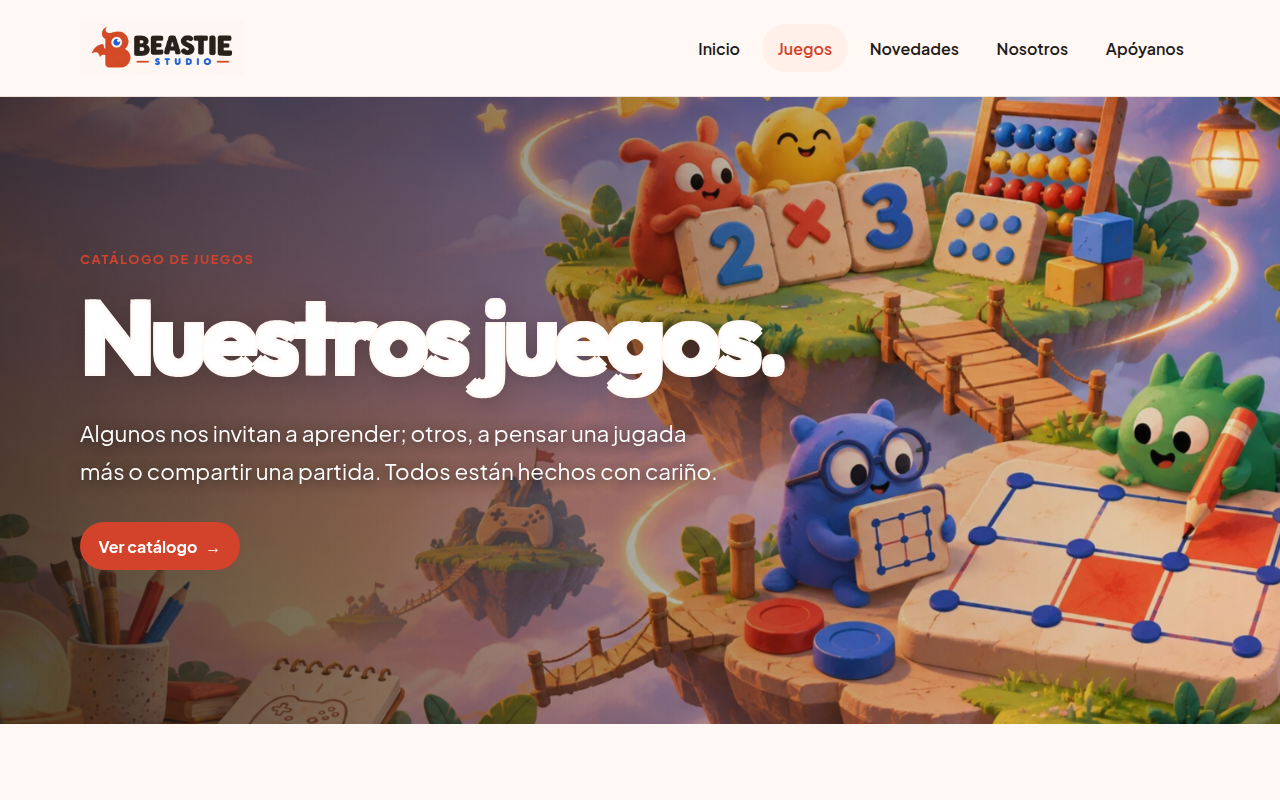 BEASTIE
STUDIO
Inicio
Juegos
Novedades
Nosotros
Apóyanos
2 × 3
CATÁLOGO DE JUEGOS
Nuestros juegos.
Algunos nos invitan a aprender; otros, a pensar una jugada
más o compartir una partida. Todos están hechos con cariño.
Ver catálogo →